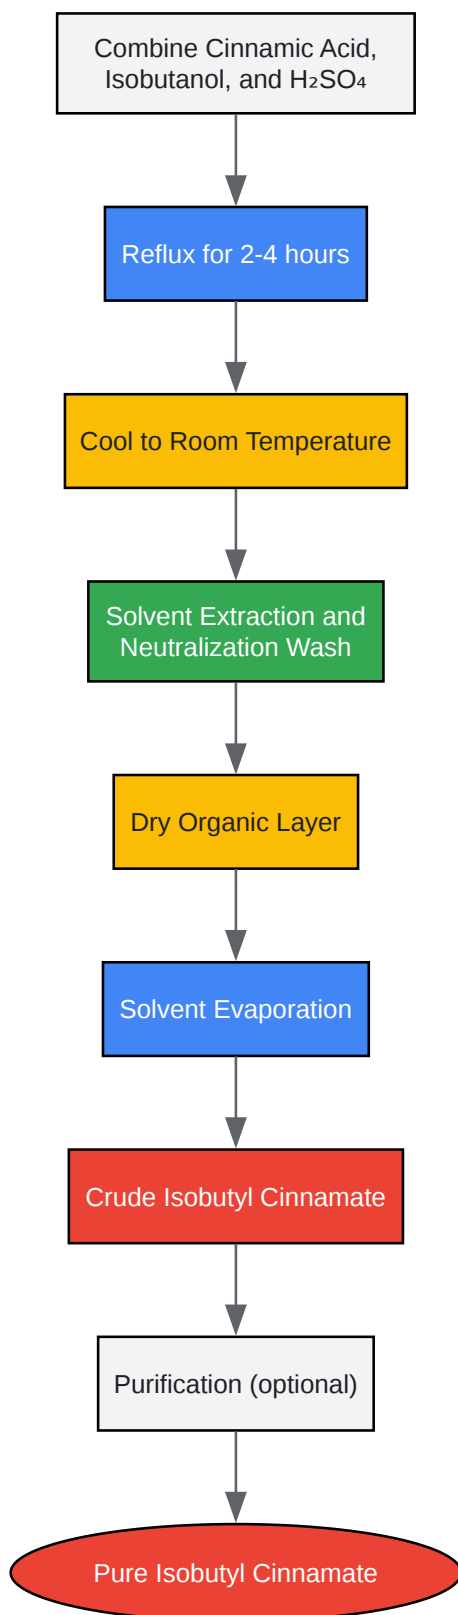 Combine Cinnamic Acid,
Isobutanol, and H₂SO₄
Reflux for 2-4 hours
Cool to Room Temperature
Solvent Extraction and
Neutralization Wash
Dry Organic Layer
Solvent Evaporation
Crude Isobutyl Cinnamate
Purification (optional)
Pure Isobutyl Cinnamate